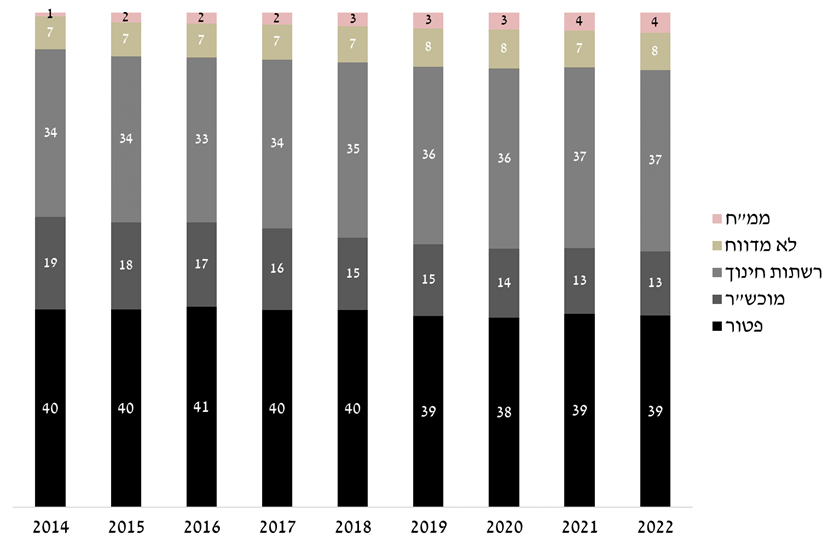 1 2 2 2 3 3 3 4 4
7 7 7 7 7 8 8 7 8
34 34 33 34 35 36 36 37 37
19 18 17 16 15 15 14 13 13
40 40 41 40 40 39 38 39 39
2014 2015 2016 2017 2018 2019 2020 2021 2022
ממ״ח
לא מדווח
רשתות חינוך
מוכש״ר
פטור